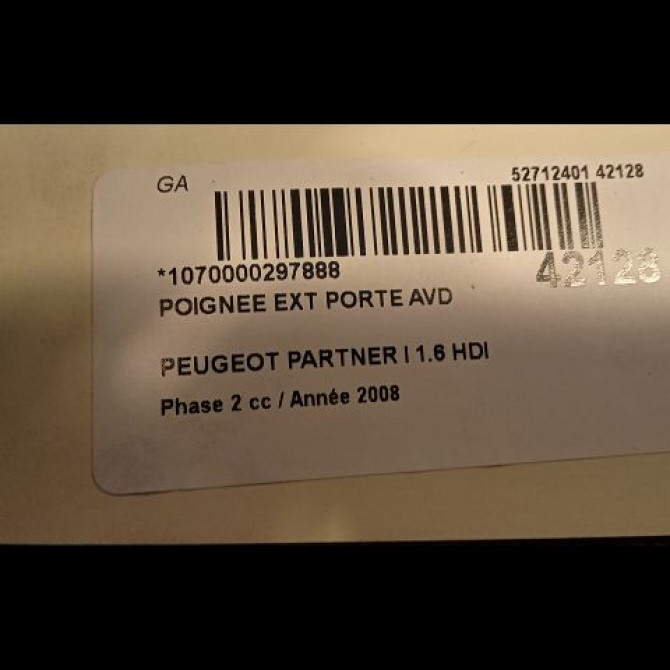 GA
52712401 42128
*1070000297888
42128
POIGNEE EXT PORTE AVD
PEUGEOT PARTNER I 1.6 HDI
Phase 2 cc / Année 2008